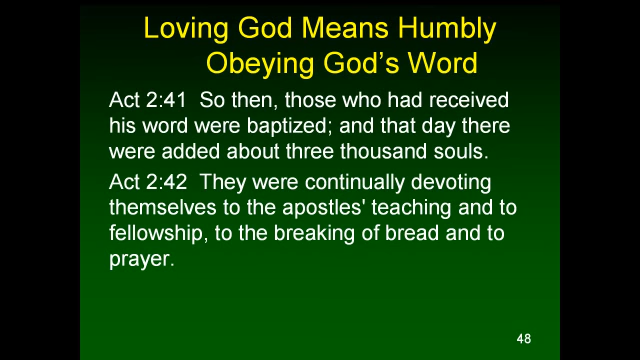 Loving God Means Humbly
Obeying God's Word
Act 2:41  So then, those who had received
his word were baptized; and that day there
were added about three thousand souls.
Act 2:42  They were continually devoting
themselves to the apostles' teaching and to
fellowship, to the breaking of bread and to
prayer.
48